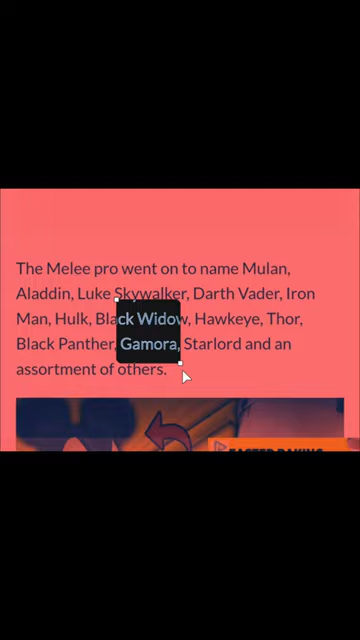 The Melee pro went on to name Mulan,
Aladdin, Luke Skywalker, Darth Vader, Iron
Man, Hulk, Black Widow, Hawkeye, Thor,
Black Panther, Gamora, Starlord and an
assortment of others.